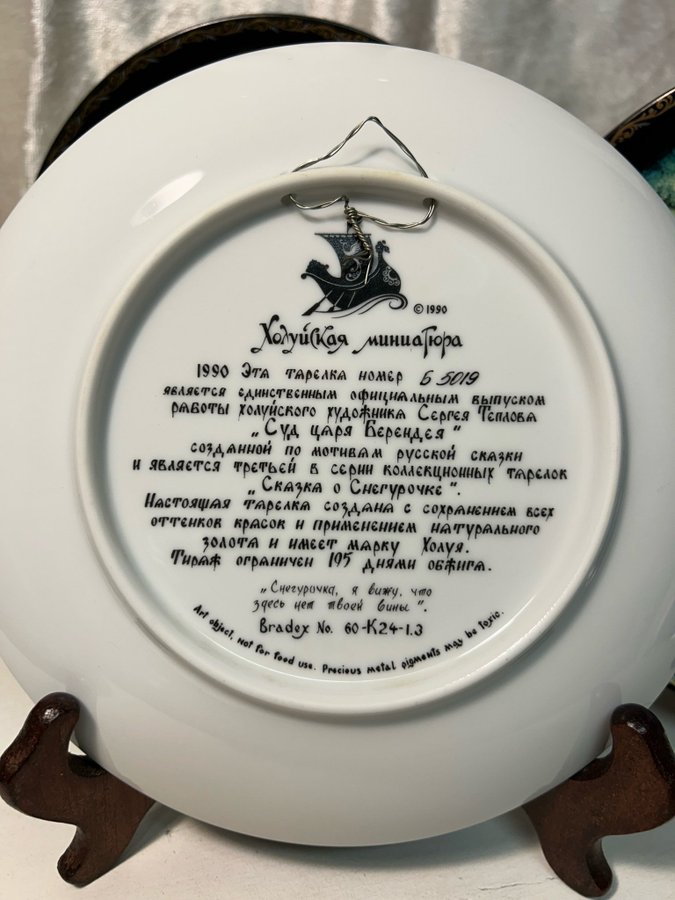 © 1990
Холуйская миниатюра
1990 Эта тарелка номер Б 5019
является единственным официальным выпуском
работы холуйского художника Сергея Теплова
„Суд царя Берендея"
созданной по мотивам русской сказки
и является третьей в серии коллекционных тарелок
„Сказка о Снегурочке".
Настоящая тарелка создана с сохранением всех
оттенков красок и применением натурального
золота и имеет марку Холуя.
Тираж ограничен 195 днями обжига.
„Снегурочка, я вижу, что
здесь нет твоей вины".
Bradex No. 60-K24-1.3
Art object, not for food use. Precious metal pigments may be toxic.